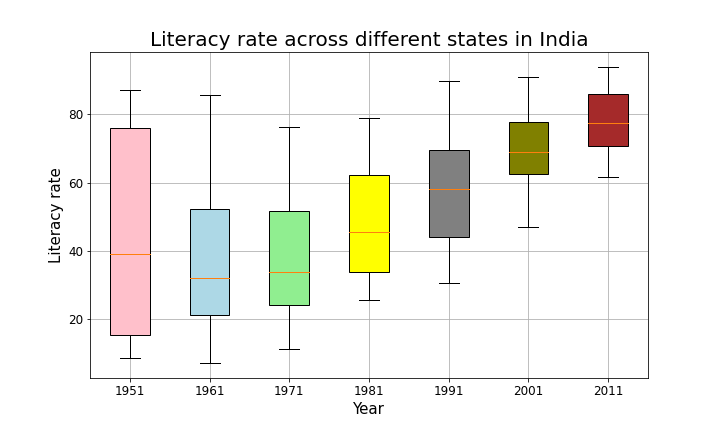 Literacy rate across different states in India
Literacy rate
80
60
40
20
1951 1961 1971 1981 1991 2001 2011
Year